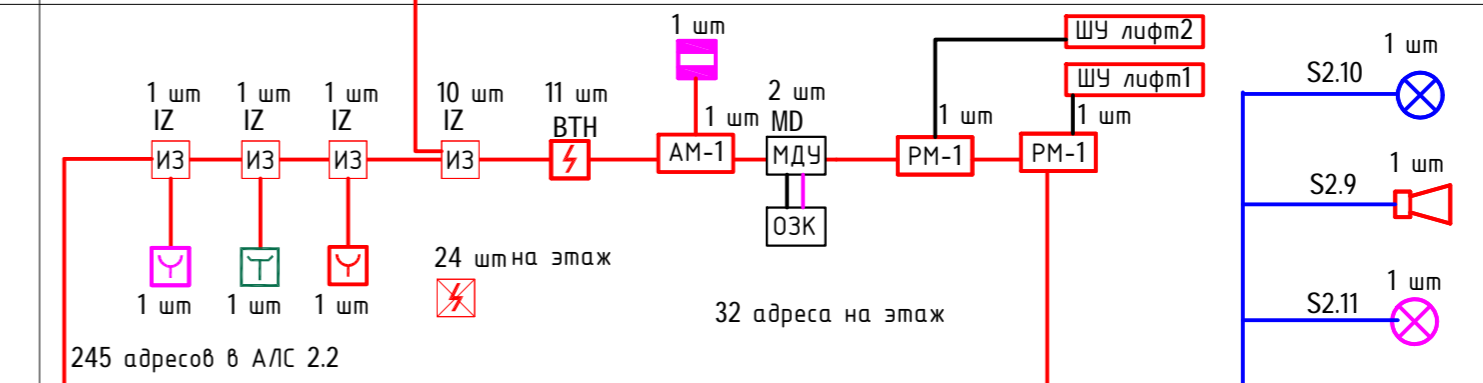 1 шт
ШУ лифт2
ШУ лифт1
1 шт
1 шт
1 шт
10 шт
11 шт
2 шт
1 шт
IZ
IZ
IZ
IZ
BTH
1 шт
MD
1 шт
1 шт
ИЗ
ИЗ
ИЗ
ИЗ
АМ-1
МДУ
РМ-1
РМ-1
ОЗК
1 шт
1 шт
1 шт
24 шт на этаж
32 адреса на этаж
245 адресов в АЛС 2.2
S2.10
1 шт
S2.9
1 шт
S2.11